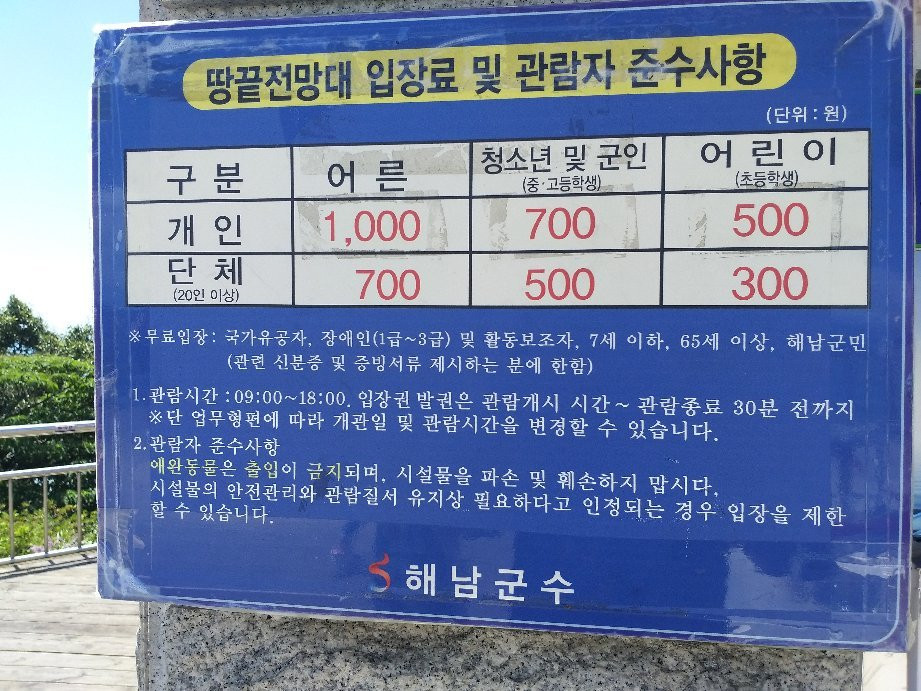 땅끝전망대 입장료 및 관람자 준수사항
(단위 : 원)
구 분 어 른 청소년 및 군인 (중·고등학생) 어 린 이 (초등학생)
개 인 1,000 700 500
단 체 (20인 이상) 700 500 300
※ 무료입장 : 국가유공자, 장애인(1급~3급) 및 활동보조자, 7세 이하, 65세 이상, 해남군민
(관련 신분증 및 증빙서류 제시하는 분에 한함)
1. 관람시간 : 09:00~18:00, 입장권 발권은 관람개시 시간 ~ 관람종료 30분 전까지
※단 업무형편에 따라 개관일 및 관람시간을 변경할 수 있습니다.
2. 관람자 준수사항
애완동물은 출입이 금지되며, 시설물을 파손 및 훼손하지 맙시다.
시설물의 안전관리와 관람질서 유지상 필요하다고 인정되는 경우 입장을 제한
할 수 있습니다.
해남군수